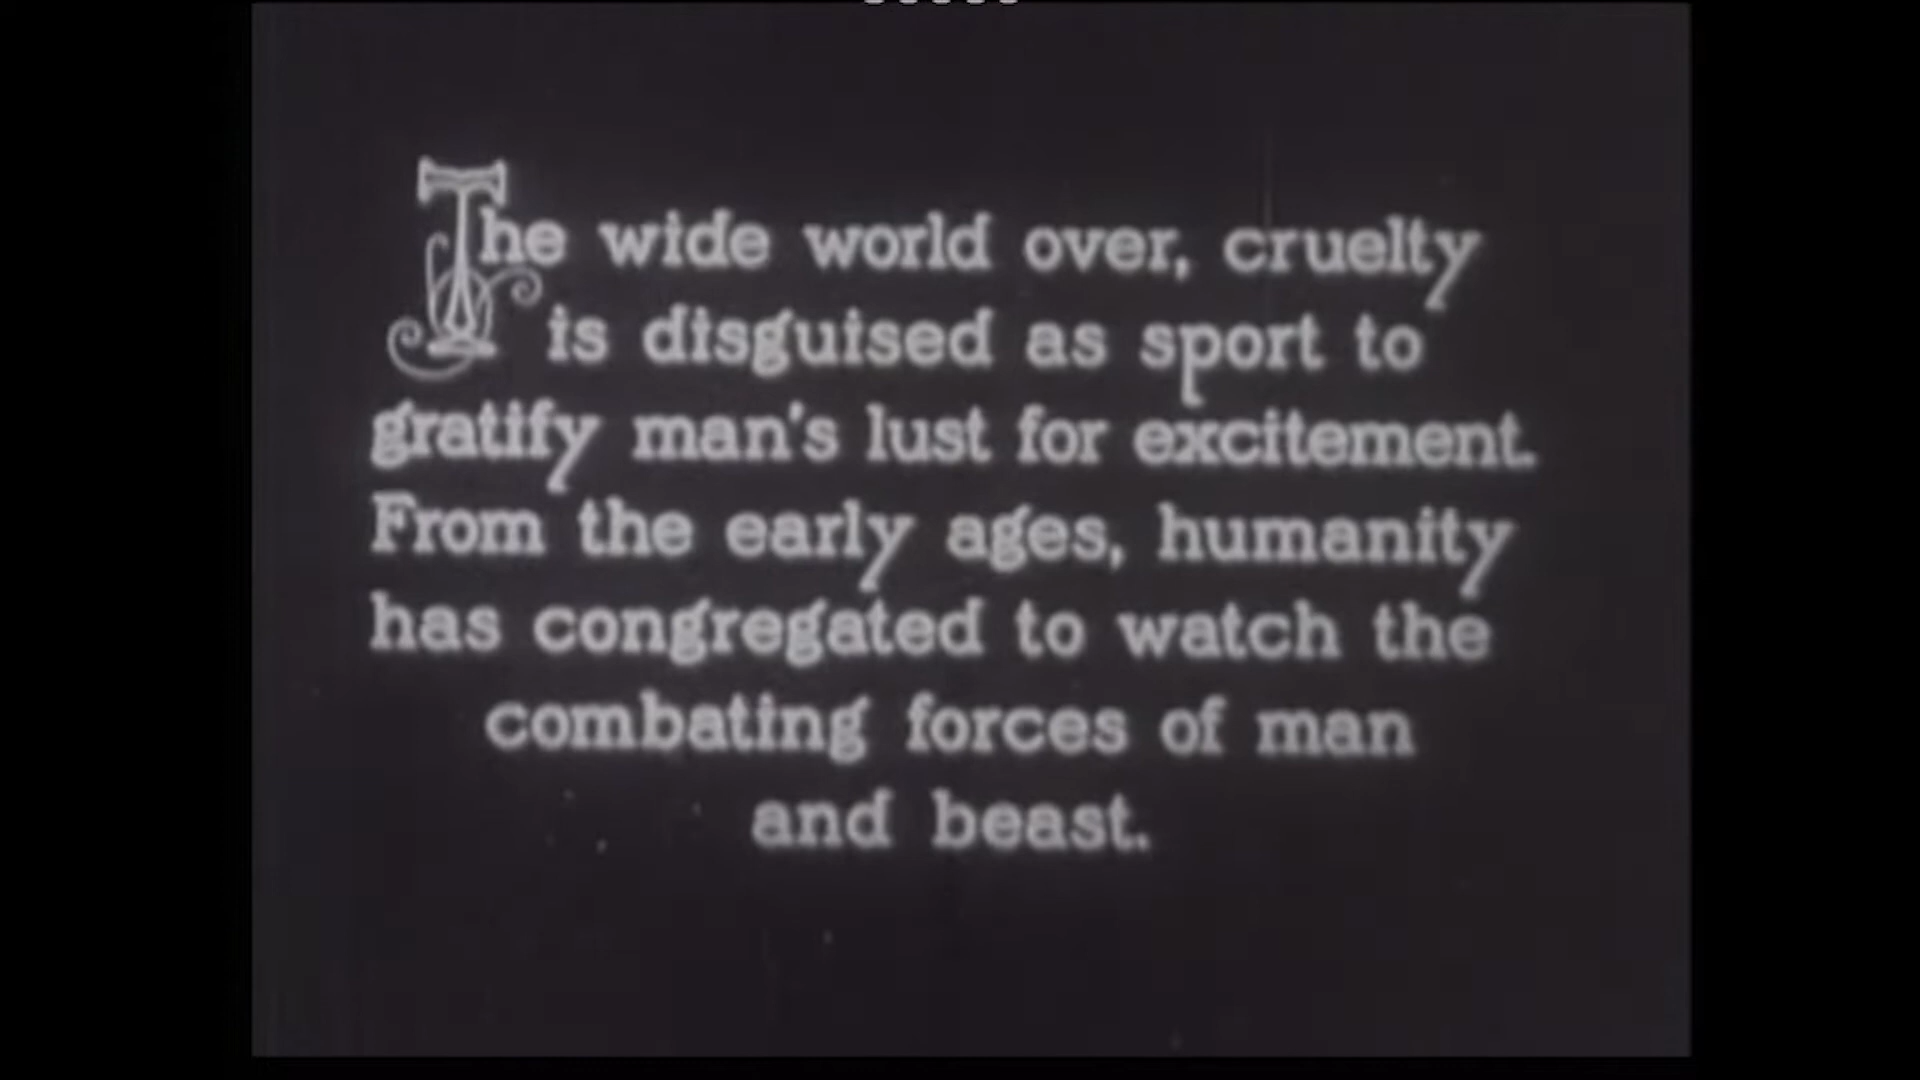 The wide world over, cruelty
is disguised as sport to
gratify man's lust for excitement.
From the early ages, humanity
has congregated to watch the
combating forces of man
and beast.